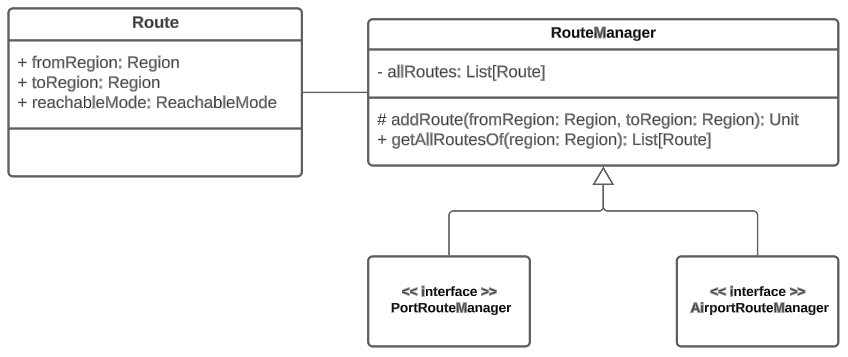 Route
+ fromRegion: Region
+ toRegion: Region
+ reachableMode: ReachableMode
RouteManager
- allRoutes: List[Route]
# addRoute(fromRegion: Region, toRegion: Region): Unit
+ getAllRoutesOf(region: Region): List[Route]
<< interface >>
PortRouteManager
<< interface >>
AirportRouteManager